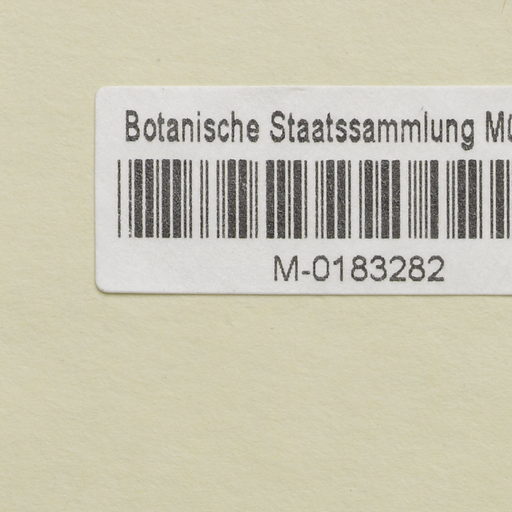 Botanische Staatssammlung
M-0183282